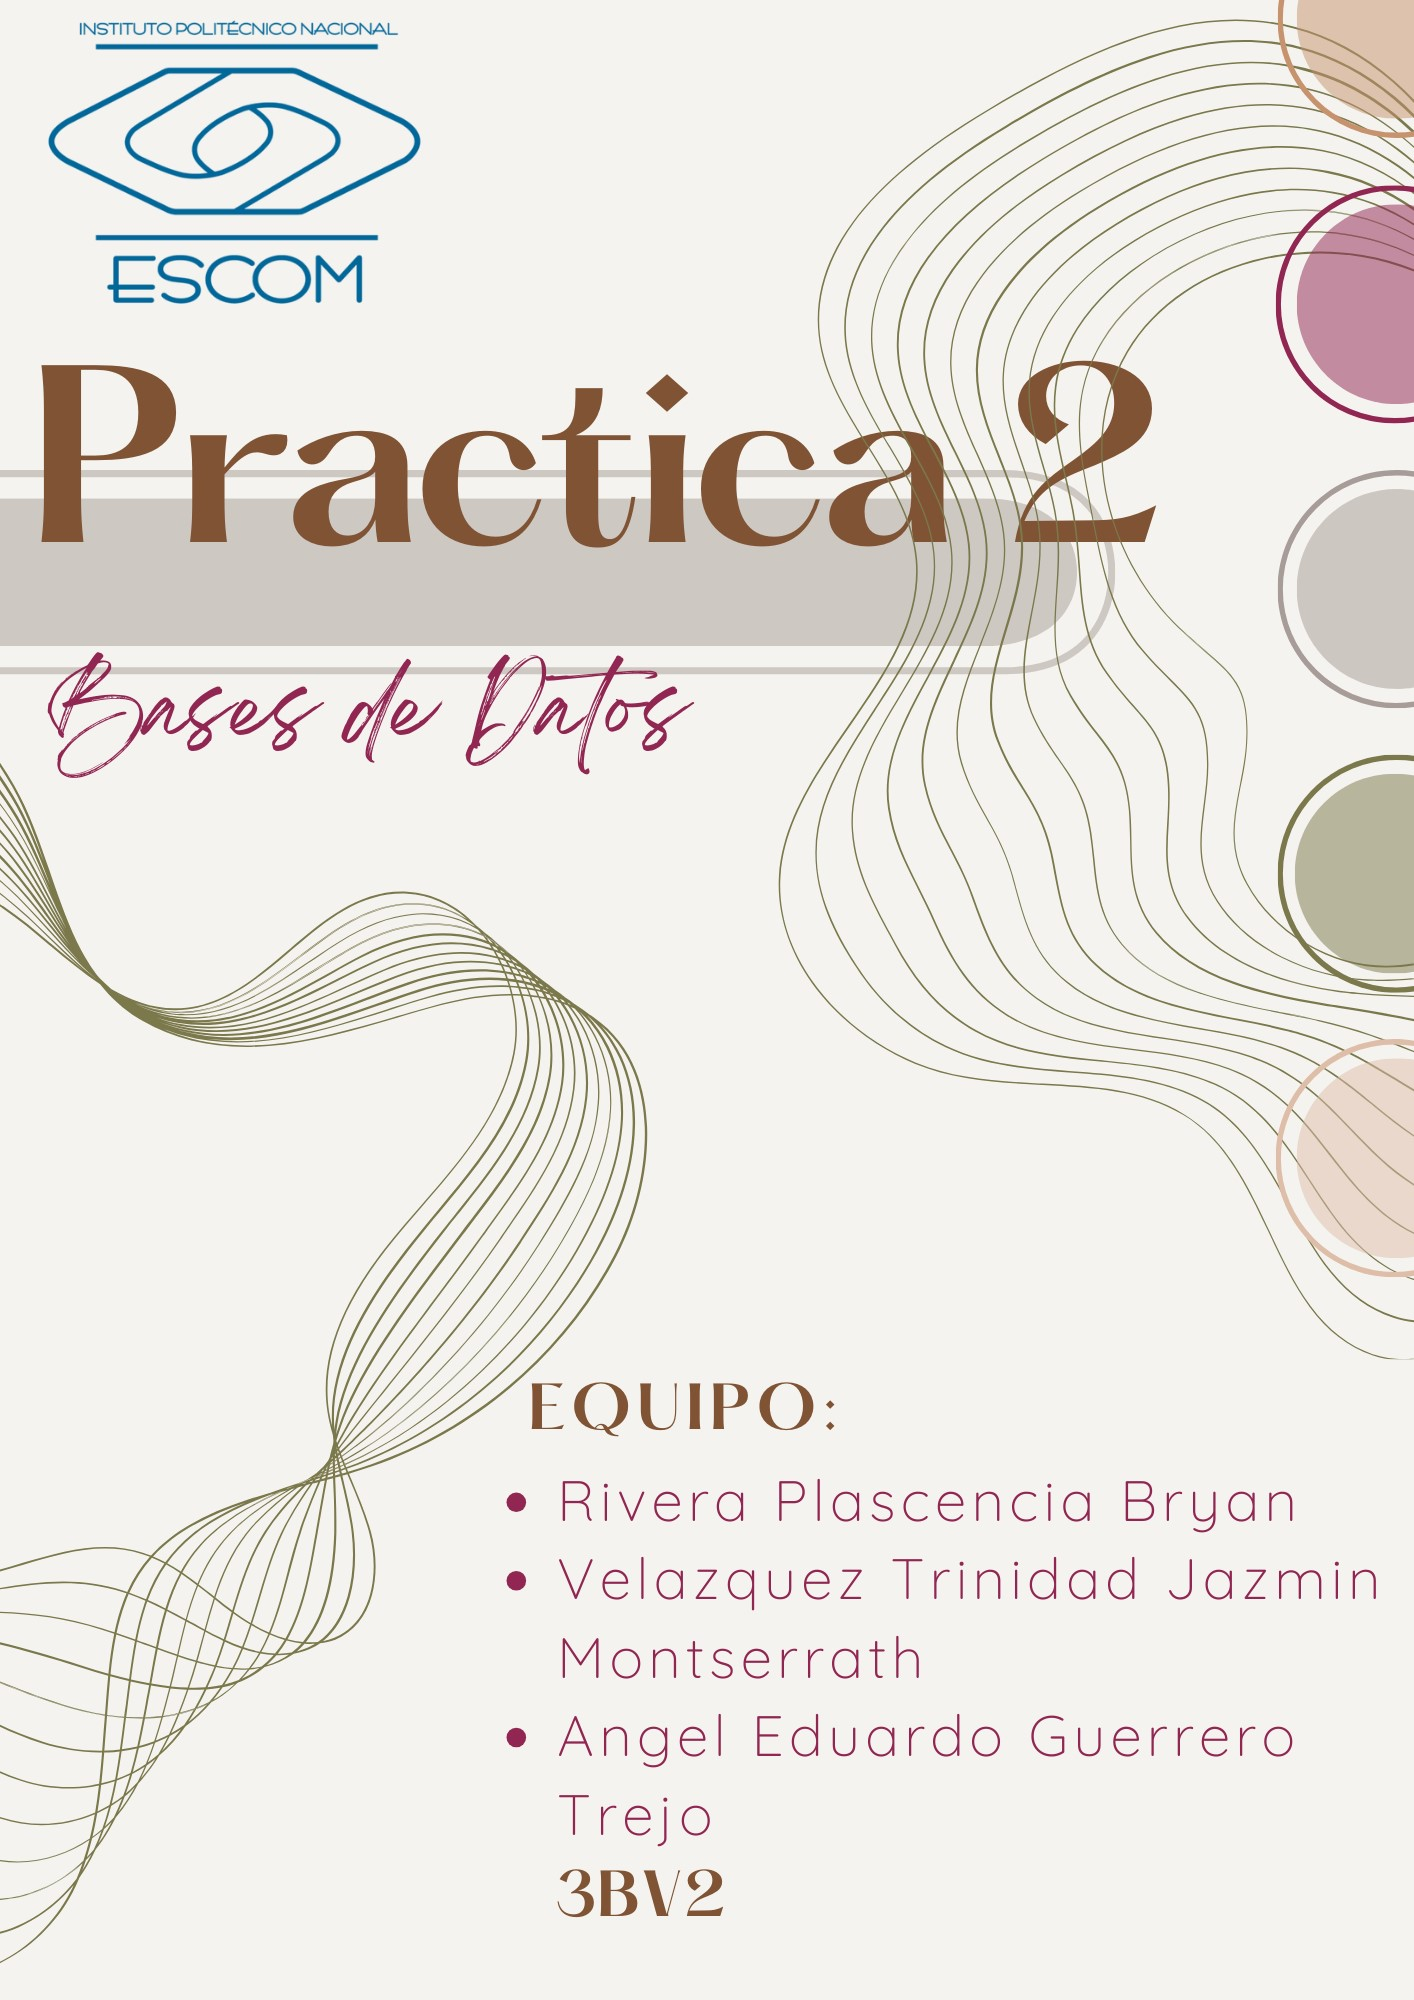 INSTITUTO POLITÉCNICO NACIONAL
ESCOM
Practica 2
Bases de Datos
EQUIPO:
• Rivera Plascencia Bryan
• Velazquez Trinidad Jazmin
Montserrath
• Angel Eduardo Guerrero
Trejo
3BV2